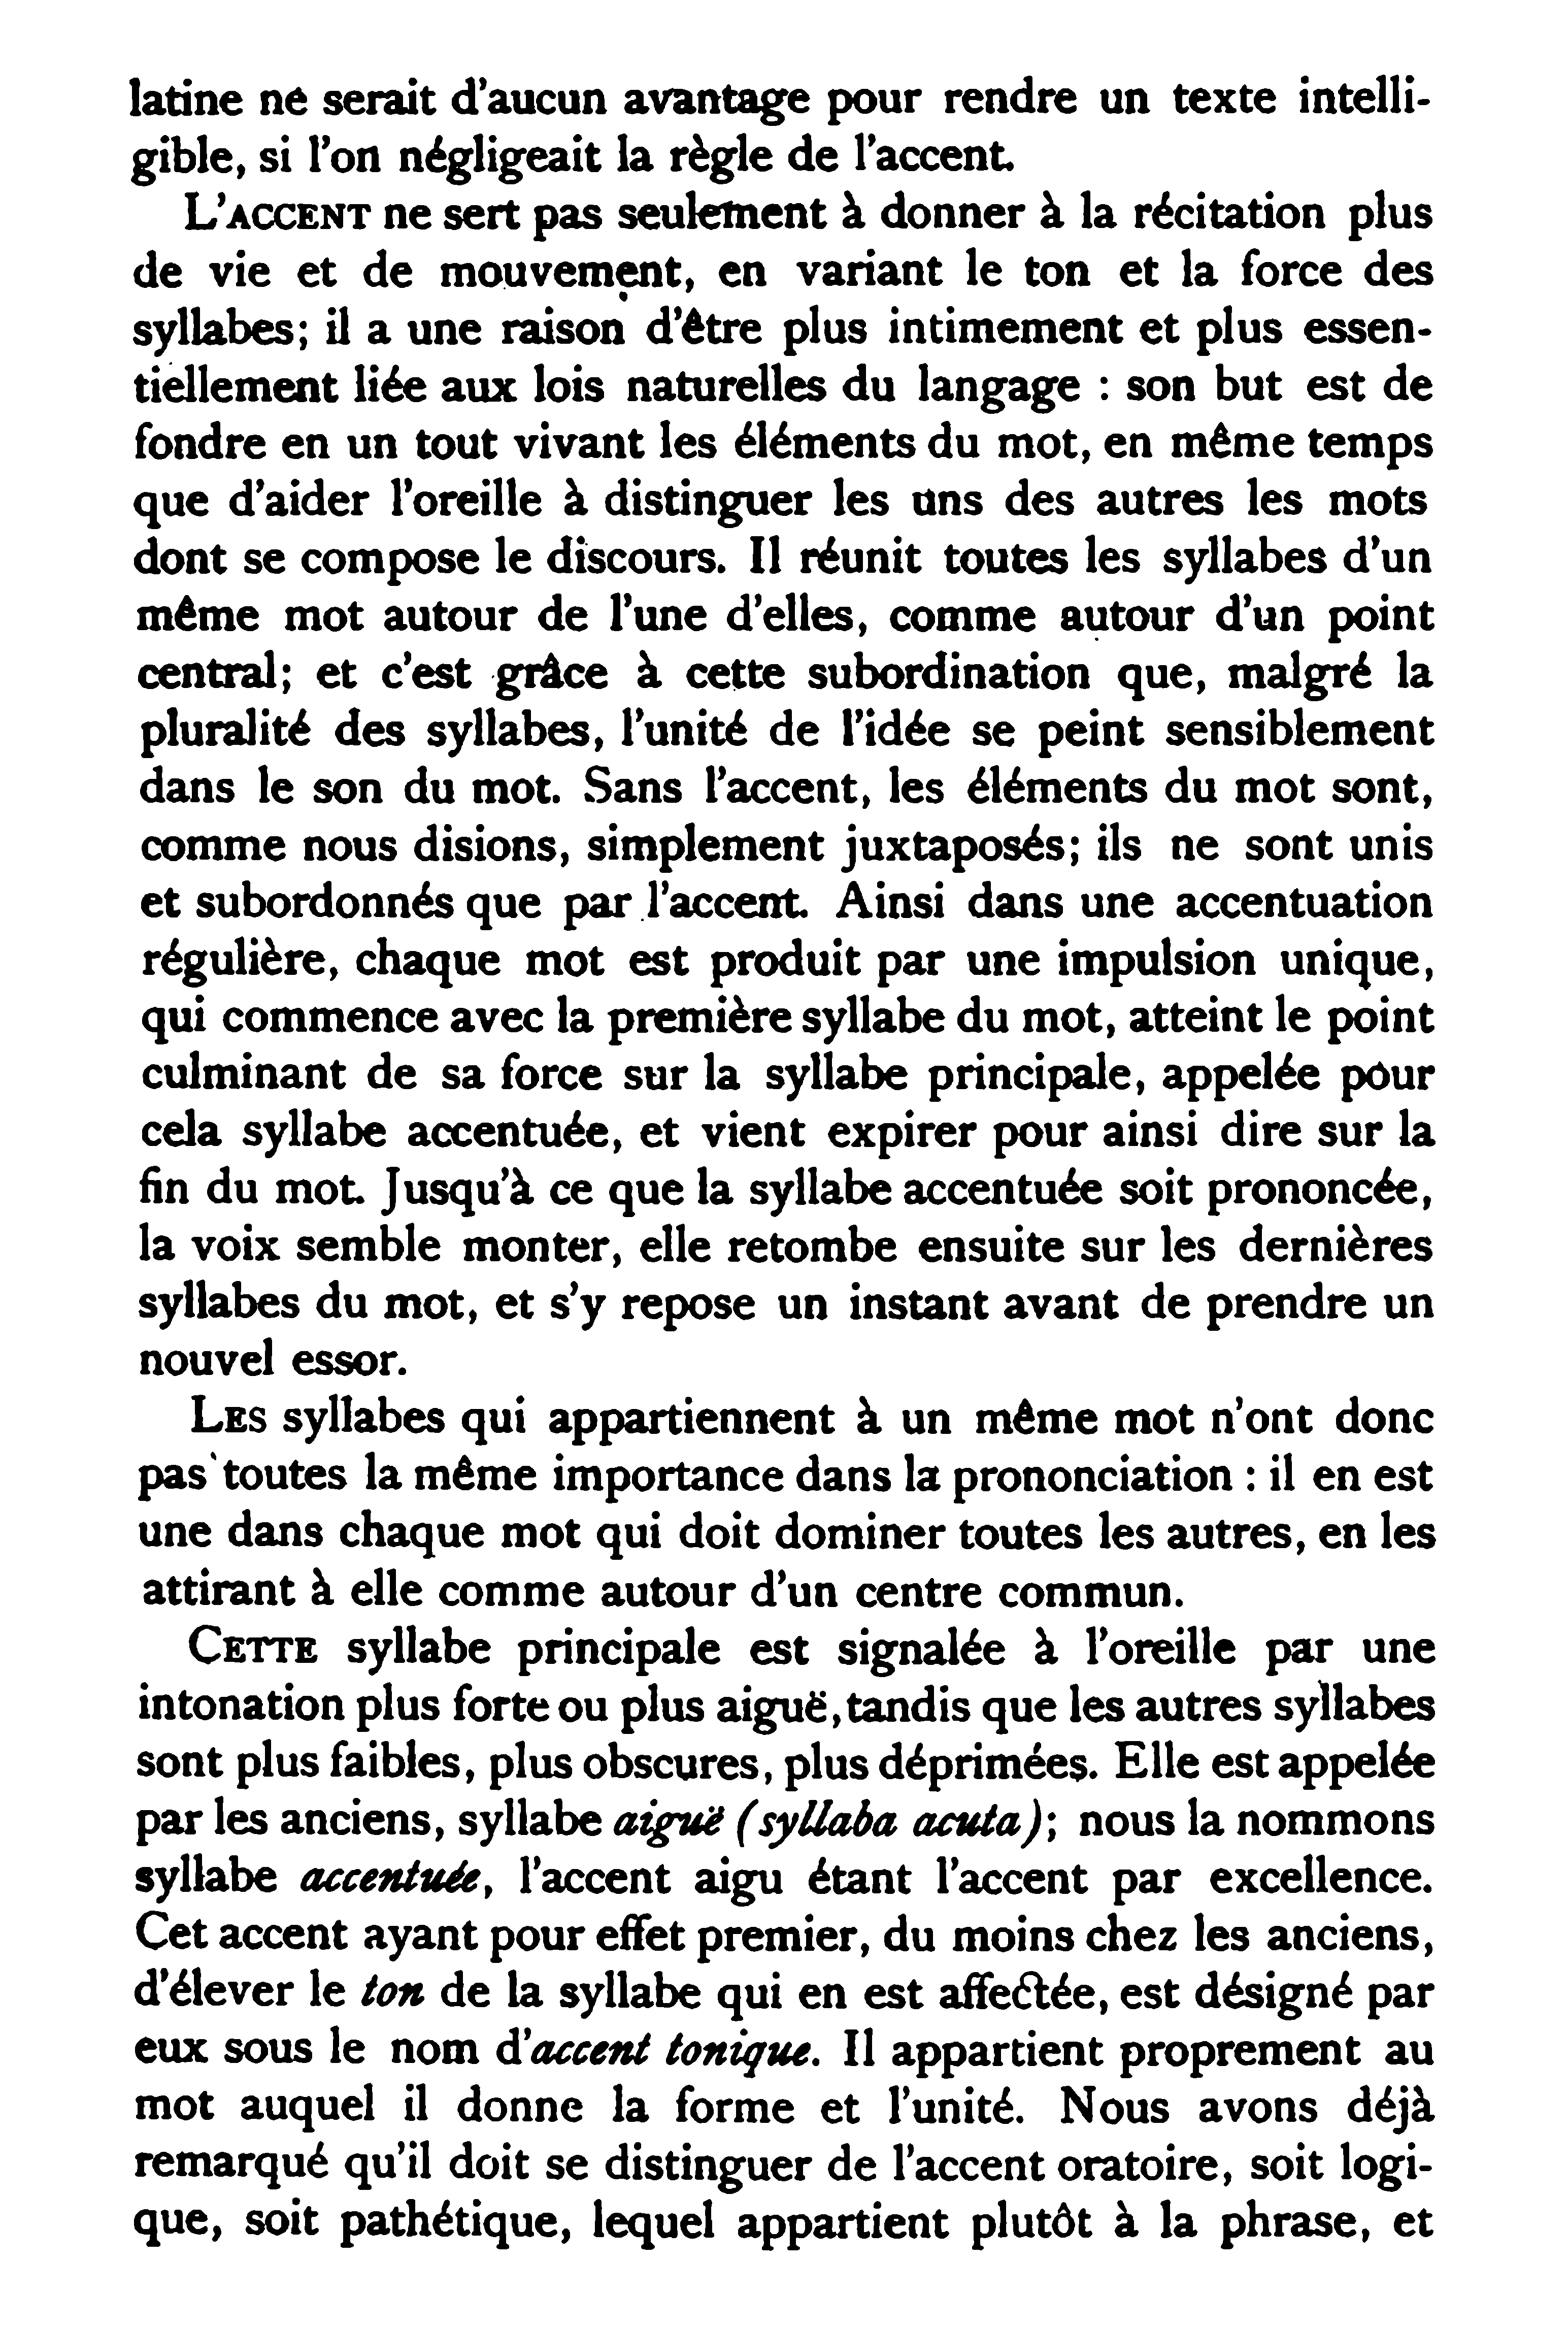 latine ne serait d'aucun avantage pour rendre un texte intelli-
gible, si l'on négligeait la règle de l'accent.
L'ACCENT ne sert pas seulement à donner à la récitation plus
de vie et de mouvement, en variant le ton et la force des
syllabes; il a une raison d'être plus intimement et plus essen-
tiellement liée aux lois naturelles du langage : son but est de
fondre en un tout vivant les éléments du mot, en même temps
que d'aider l'oreille à distinguer les uns des autres les mots
dont se compose le discours. Il réunit toutes les syllabes d'un
même mot autour de l'une d'elles, comme autour d'un point
central; et c'est grâce à cette subordination que, malgré la
pluralité des syllabes, l'unité de l'idée se peint sensiblement
dans le son du mot. Sans l'accent, les éléments du mot sont,
comme nous disions, simplement juxtaposés; ils ne sont unis
et subordonnés que par l'accent. Ainsi dans une accentuation
régulière, chaque mot est produit par une impulsion unique,
qui commence avec la première syllabe du mot, atteint le point
culminant de sa force sur la syllabe principale, appelée pour
cela syllabe accentuée, et vient expirer pour ainsi dire sur la
fin du mot. Jusqu'à ce que la syllabe accentuée soit prononcée,
la voix semble monter, elle retombe ensuite sur les dernières
syllabes du mot, et s'y repose un instant avant de prendre un
nouvel essor.
LES syllabes qui appartiennent à un même mot n'ont donc
pas toutes la même importance dans la prononciation : il en est
une dans chaque mot qui doit dominer toutes les autres, en les
attirant à elle comme autour d'un centre commun.
CETTE syllabe principale est signalée à l'oreille par une
intonation plus forte ou plus aiguë, tandis que les autres syllabes
sont plus faibles, plus obscures, plus déprimées. Elle est appelée
par les anciens, syllabe aiguë (syllaba acuta); nous la nommons
syllabe accentuée, l'accent aigu étant l'accent par excellence.
Cet accent ayant pour effet premier, du moins chez les anciens,
d'élever le ton de la syllabe qui en est affectée, est désigné par
eux sous le nom d'accent tonique. Il appartient proprement au
mot auquel il donne la forme et l'unité. Nous avons déjà
remarqué qu'il doit se distinguer de l'accent oratoire, soit logi-
que, soit pathétique, lequel appartient plutôt à la phrase, et